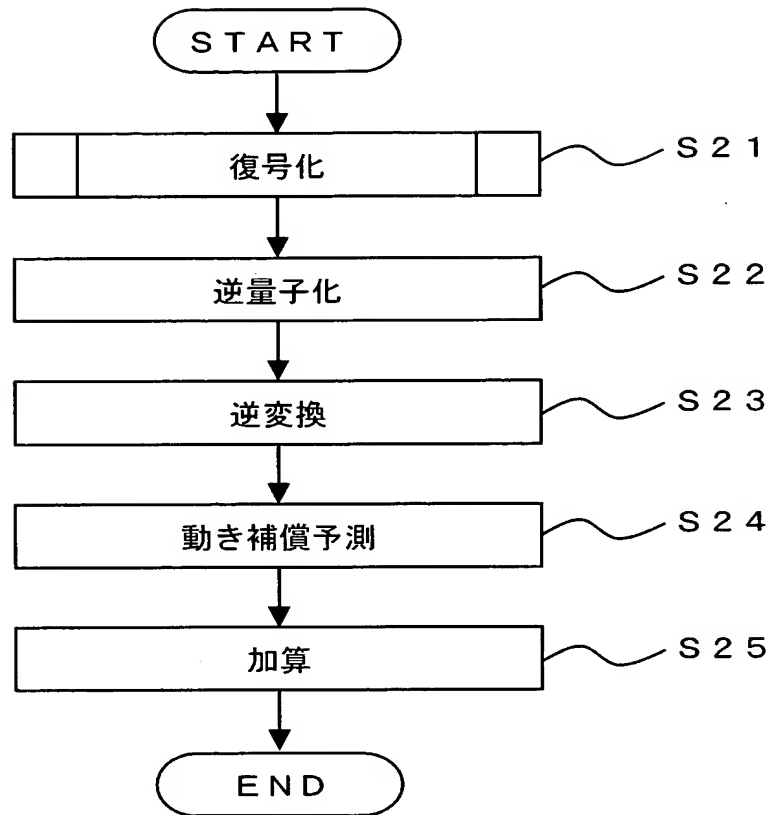 ＳＴＡＲＴ
復号化
Ｓ２１
逆量子化
Ｓ２２
逆変換
Ｓ２３
動き補償予測
Ｓ２４
加算
Ｓ２５
ＥＮＤ